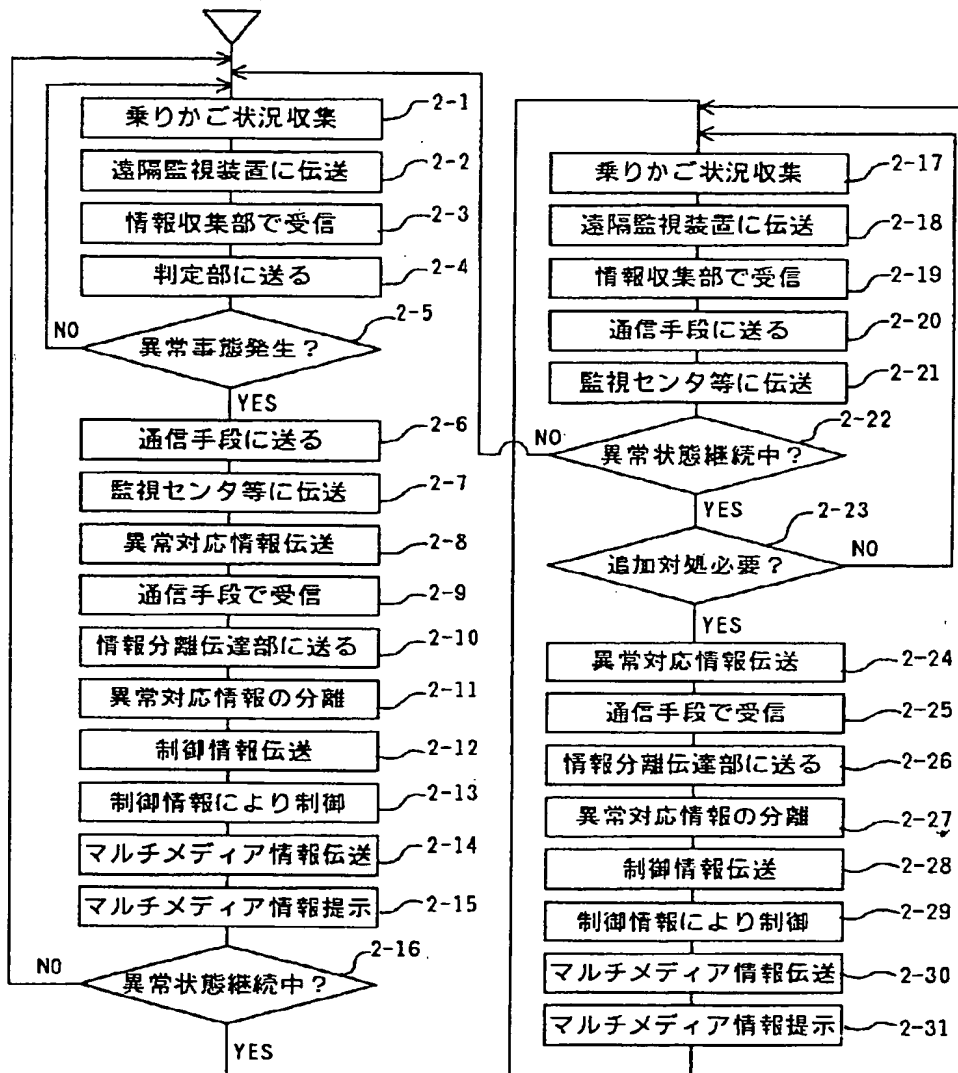 乗りかご状況収集
2-1
遠隔監視装置に伝送
2-2
情報収集部で受信
2-3
判定部に送る
2-4
異常事態発生?
2-5
NO
YES
通信手段に送る
2-6
監視センタ等に伝送
2-7
異常対応情報伝送
2-8
通信手段で受信
2-9
情報分離伝達部に送る
2-10
異常対応情報の分離
2-11
制御情報伝送
2-12
制御情報により制御
2-13
マルチメディア情報伝送
2-14
マルチメディア情報提示
2-15
異常状態継続中?
2-16
NO
YES
乗りかご状況収集
2-17
遠隔監視装置に伝送
2-18
情報収集部で受信
2-19
通信手段に送る
2-20
監視センタ等に伝送
2-21
異常状態継続中?
2-22
NO
YES
追加対処必要?
2-23
NO
YES
異常対応情報伝送
2-24
通信手段で受信
2-25
情報分離伝達部に送る
2-26
異常対応情報の分離
2-27
制御情報伝送
2-28
制御情報により制御
2-29
マルチメディア情報伝送
2-30
マルチメディア情報提示
2-31